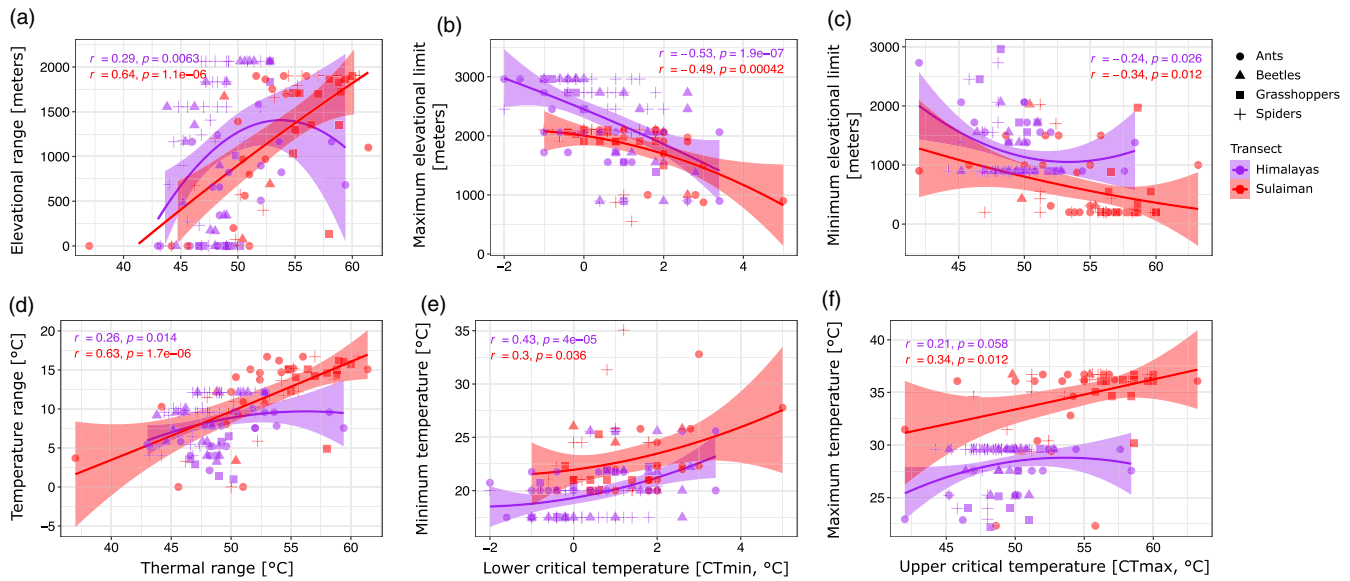 (a)
r = 0.29, p = 0.0063
r = 0.64, p = 1.1e−06
Elevational range [meters]
2000
1500
1000
500
0
40
45
50
55
60
(b)
r = −0.53, p = 1.9e−07
r = −0.49, p = 0.00042
Maximum elevational limit
[meters]
4000
3000
2000
1000
0
−2
0
2
4
(c)
r = −0.24, p = 0.026
r = −0.34, p = 0.012
Minimum elevational limit
[meters]
3000
2000
1000
0
45
50
55
60
Ants
Beetles
Grasshoppers
Spiders
Transect
Himalayas
Sulaiman
(d)
r = 0.26, p = 0.014
r = 0.63, p = 1.7e−06
Temperature range [°C]
20
15
10
5
0
−5
40
45
50
55
60
Thermal range [°C]
(e)
r = 0.43, p = 4e−05
r = 0.3, p = 0.036
Minimum temperature [°C]
35
30
25
20
−2
0
2
4
Lower critical temperature [CTmin, °C]
(f)
r = 0.21, p = 0.058
r = 0.34, p = 0.012
Maximum temperature [°C]
40
35
30
25
45
50
55
60
Upper critical temperature [CTmax, °C]